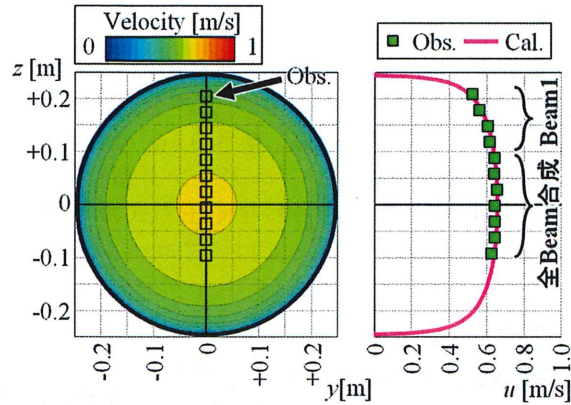 Velocity [m/s]
0 1
z [m]
Obs.
+0.2
+0.1
0
-0.1
-0.2
-0.2 -0.1 0 +0.1 +0.2
y[m]
Obs. Cal.
Beam1
全Beam合成
0 0.2 0.4 0.6 0.8 1.0
u [m/s]